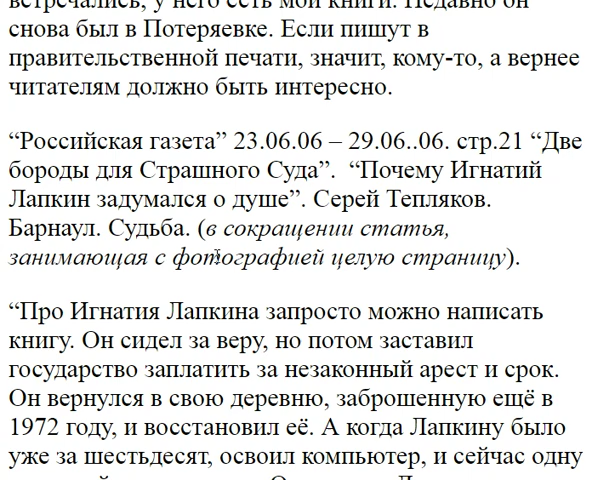 встречались, у него есть мои книги. Недавно он
снова был в Потеряевке. Если пишут в
правительственной печати, значит, кому-то, а вернее
читателям должно быть интересно.
“Российская газета” 23.06.06 – 29.06..06. стр.21 “Две
бороды для Страшного Суда”. “Почему Игнатий
Лапкин задумался о душе”. Серей Тепляков.
Барнаул. Судьба. (в сокращении статья,
занимающая с фотографией целую страницу).
“Про Игнатия Лапкина запросто можно написать
книгу. Он сидел за веру, но потом заставил
государство заплатить за незаконный арест и срок.
Он вернулся в свою деревню, заброшенную ещё в
1972 году, и восстановил её. А когда Лапкину было
уже за шестьдесят, освоил компьютер, и сейчас одну